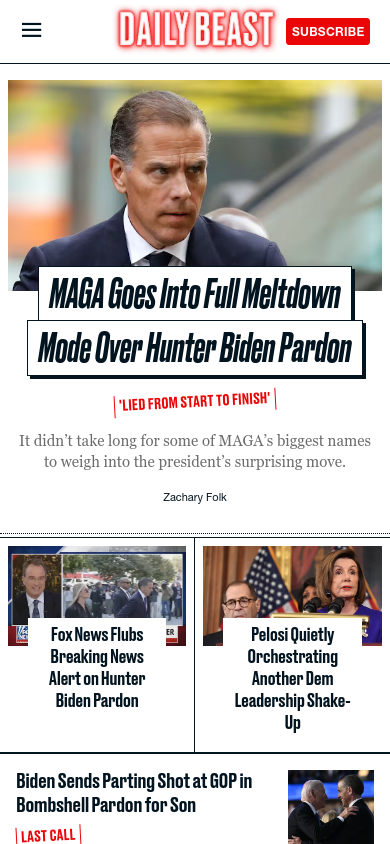 DAILY BEAST
SUBSCRIBE
MAGA Goes Into Full Meltdown
Mode Over Hunter Biden Pardon
'LIED FROM START TO FINISH'
It didn’t take long for some of MAGA’s biggest names
to weigh into the president’s surprising move.
Zachary Folk
Fox News Flubs
Breaking News
Alert on Hunter
Biden Pardon
Pelosi Quietly
Orchestrating
Another Dem
Leadership Shake-
Up
Biden Sends Parting Shot at GOP in
Bombshell Pardon for Son
LAST CALL